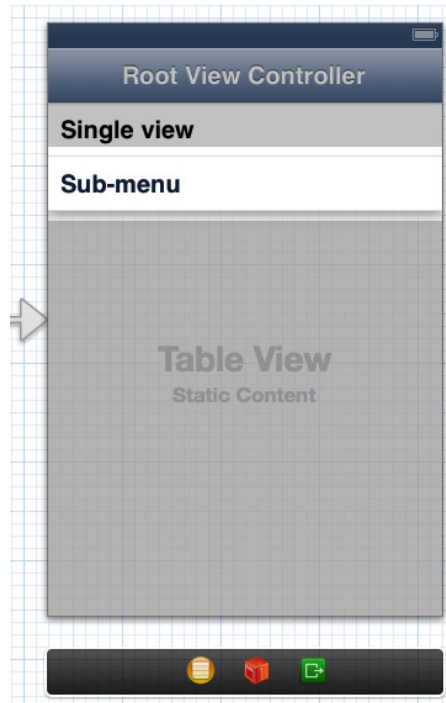 Root View Controller
Single view
Sub-menu
Table View
Static Content